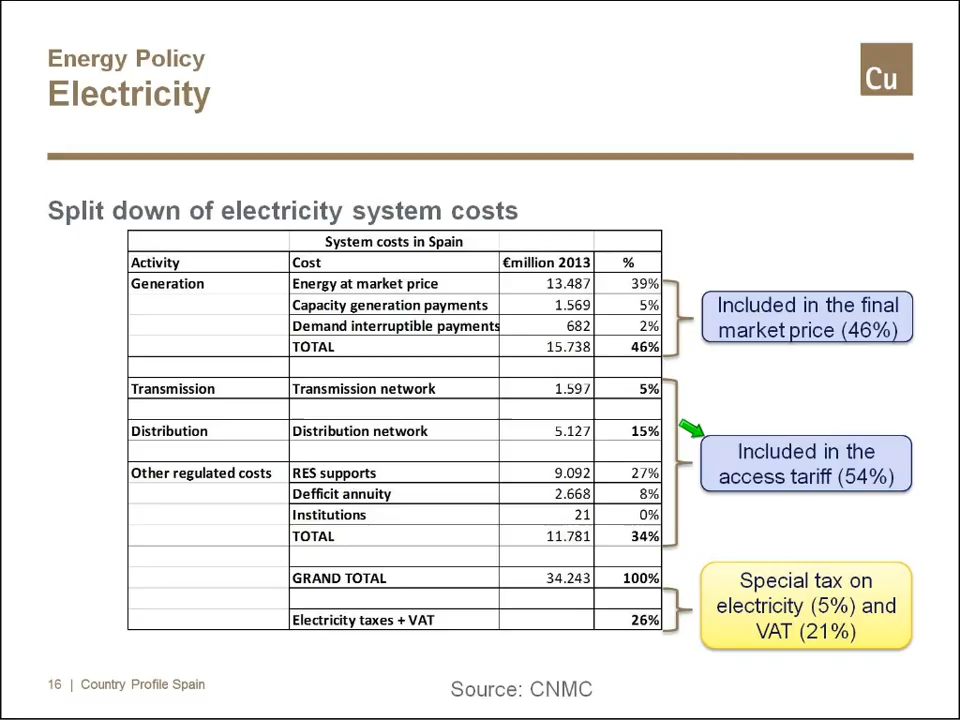 Energy Policy
Electricity
Cu
Split down of electricity system costs
System costs in Spain
Activity Cost €million 2013 %
Generation Energy at market price 13.487 39%
Capacity generation payments 1.569 5%
Demand interruptible payments 682 2%
TOTAL 15.738 46%
Included in the final
market price (46%)
Transmission Transmission network 1.597 5%
Distribution Distribution network 5.127 15%
Other regulated costs RES supports 9.092 27%
Defficit annuity 2.668 8%
Institutions 21 0%
TOTAL 11.781 34%
Included in the
access tariff (54%)
GRAND TOTAL 34.243 100%
Electricity taxes + VAT 26%
Special tax on
electricity (5%) and
VAT (21%)
16 | Country Profile Spain
Source: CNMC